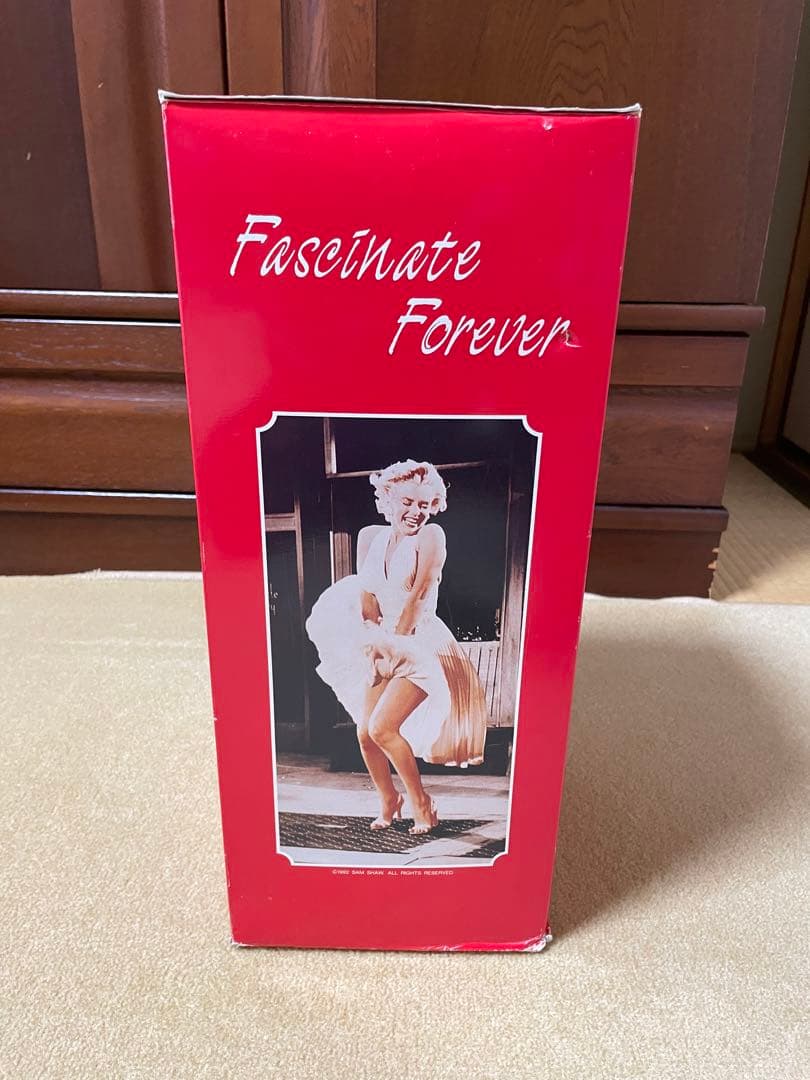 Fascinate
Forever
©1992 SAM SHAW. ALL RIGHTS RESERVED